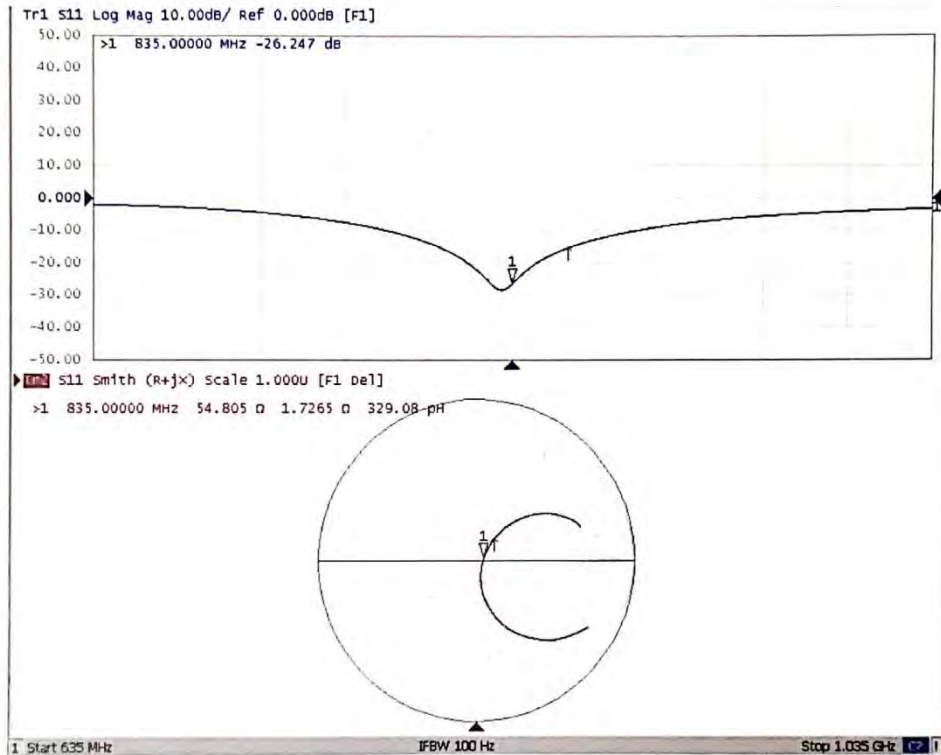 Tr1 S11 Log Mag 10.00dB/ Ref 0.000dB [F1]
50.00
>1 835.00000 MHz -26.247 dB
40.00
30.00
20.00
10.00
0.000
-10.00
-20.00
-30.00
-40.00
-50.00
1
1
S11 Smith (R+jX) Scale 1.000U [F1 Del]
>1 835.00000 MHz 54.805 Ω 1.7265 Ω 329.08 pH
1
1 Start 635 MHz IFBW 100 Hz Stop 1.035 GHz C?